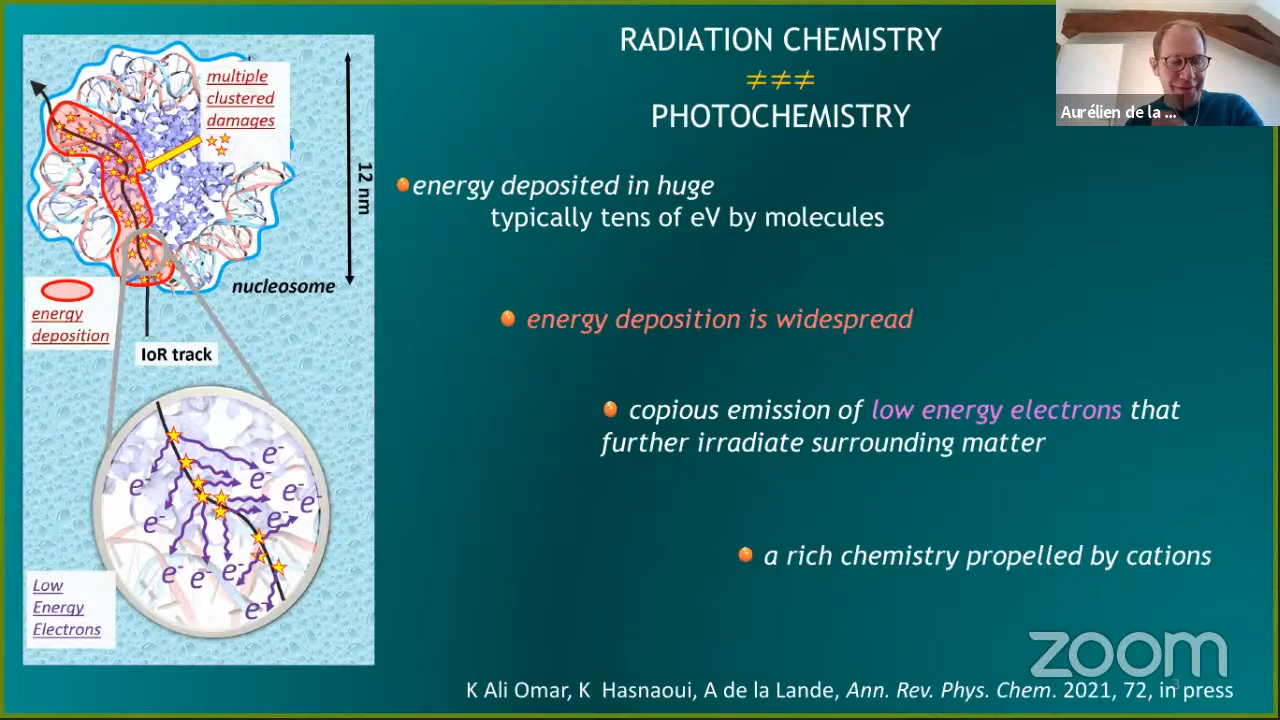 RADIATION CHEMISTRY
≠≠≠
PHOTOCHEMISTRY
Aurélien de la ...
multiple
clustered
damages
12 nm
nucleosome
energy
deposition
IoR track
e-
e-
e-
e-
e-
e-
e-
e-
e-
e-
e-
Low
Energy
Electrons
energy deposited in huge
typically tens of eV by molecules
energy deposition is widespread
copious emission of low energy electrons that
further irradiate surrounding matter
a rich chemistry propelled by cations
zoom
3
K Ali Omar, K Hasnaoui, A de la Lande, Ann. Rev. Phys. Chem. 2021, 72, in press